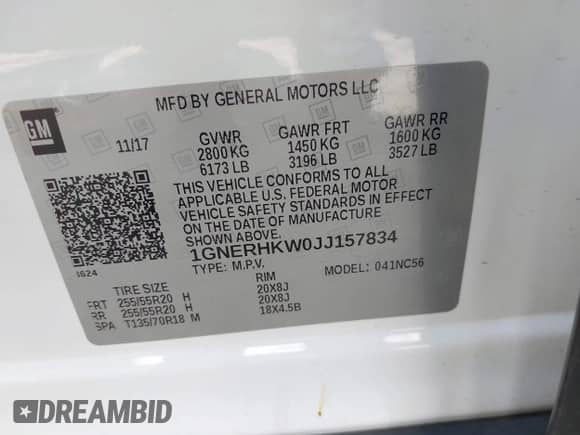 MFD BY GENERAL MOTORS LLC
GM
11/17 GVWR GAWR FRT GAWR RR
2800 KG 1450 KG 1600 KG
6173 LB 3196 LB 3527 LB
THIS VEHICLE CONFORMS TO ALL
APPLICABLE U.S. FEDERAL MOTOR
VEHICLE SAFETY STANDARDS IN EFFECT
ON THE DATE OF MANUFACTURE
SHOWN ABOVE.
1GNERHKW0JJ157834
IG24
TYPE: M.P.V. MODEL: 041NC56
TIRE SIZE RIM
FRT 255/55R20 H 20X8J
RR 255/55R20 H 20X8J
SPA T135/70R18 M 18X4.5B
DREAMBID